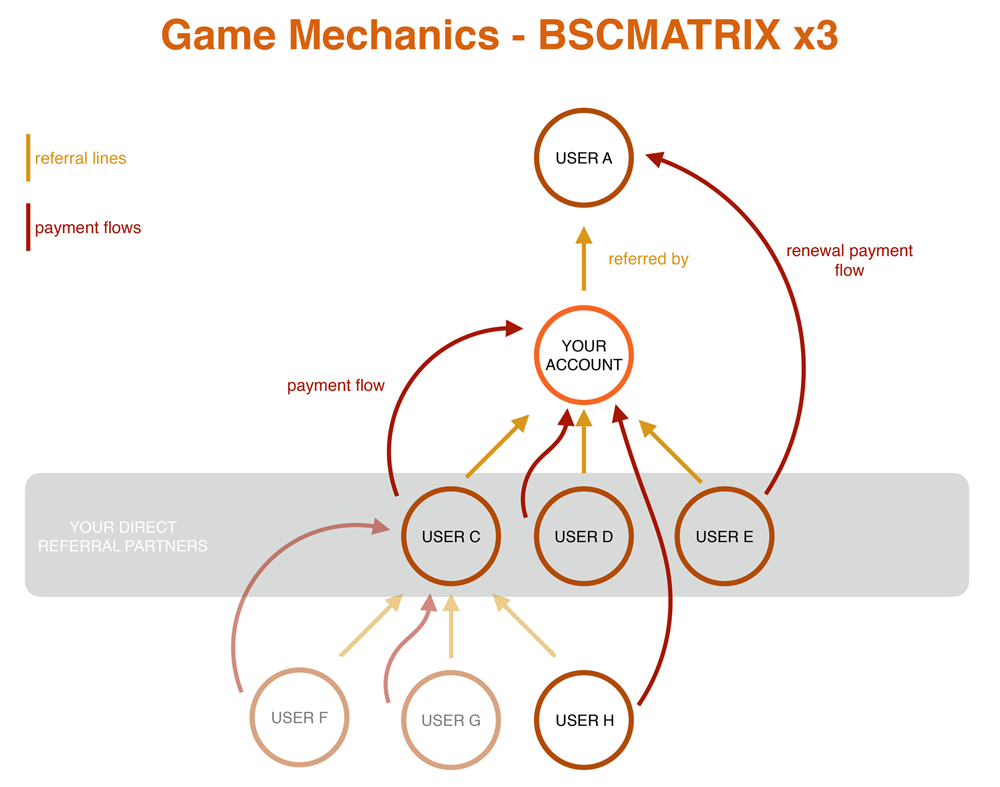 Game Mechanics - BSCMATRIX x3
referral lines
payment flows
USER A
referred by
renewal payment
flow
YOUR
ACCOUNT
payment flow
YOUR DIRECT
REFERRAL PARTNERS
USER C
USER D
USER E
USER F
USER G
USER H